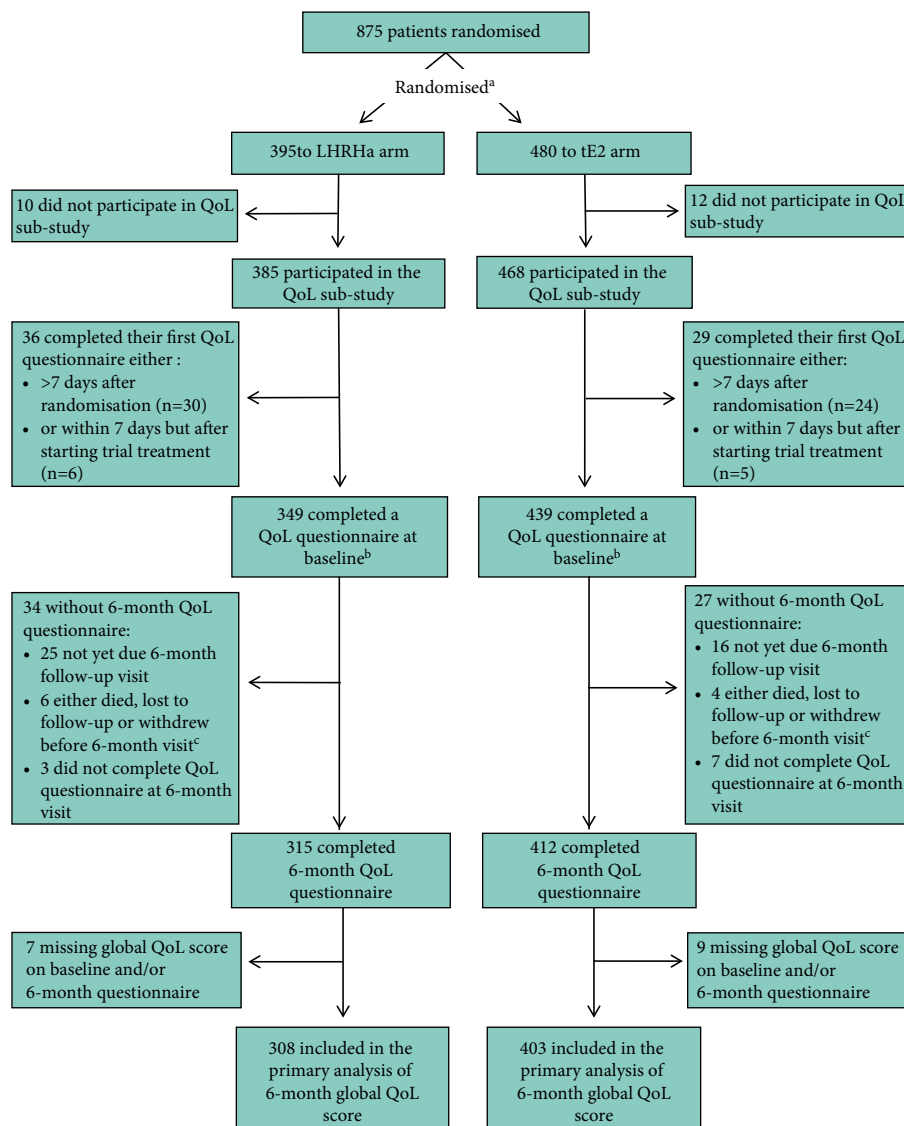 875 patients randomised
Randomisedᵃ
395to LHRHa arm
480 to tE2 arm
10 did not participate in QoL
sub-study
12 did not participate in QoL
sub-study
385 participated in the
QoL sub-study
468 participated in the
QoL sub-study
36 completed their first QoL
questionnaire either :
• >7 days after
randomisation (n=30)
• or within 7 days but after
starting trial treatment
(n=6)
29 completed their first QoL
questionnaire either:
• >7 days after
randomisation (n=24)
• or within 7 days but after
starting trial treatment
(n=5)
349 completed a
QoL questionnaire at
baselineᵇ
439 completed a
QoL questionnaire at
baselineᵇ
34 without 6-month QoL
questionnaire:
• 25 not yet due 6-month
follow-up visit
• 6 either died, lost to
follow-up or withdrew
before 6-month visitᶜ
• 3 did not complete QoL
questionnaire at 6-month
visit
27 without 6-month QoL
questionnaire:
• 16 not yet due 6-month
follow-up visit
• 4 either died, lost to
follow-up or withdrew
before 6-month visitᶜ
• 7 did not complete QoL
questionnaire at 6-month
visit
315 completed
6-month QoL
questionnaire
412 completed
6-month QoL
questionnaire
7 missing global QoL score
on baseline and/or
6-month questionnaire
9 missing global QoL score
on baseline and/or
6-month questionnaire
308 included in the
primary analysis of
6-month global QoL
score
403 included in the
primary analysis of
6-month global QoL
score